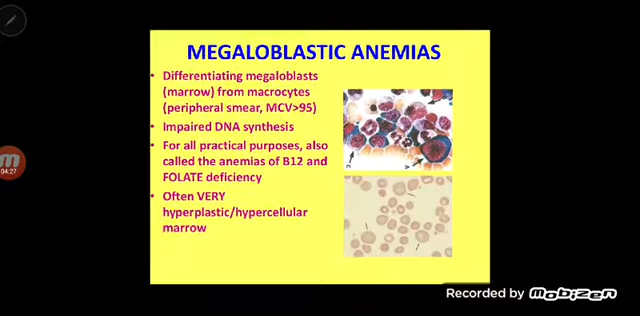 MEGALOBLASTIC ANEMIAS
• Differentiating megaloblasts
(marrow) from macrocytes
(peripheral smear, MCV>95)
• Impaired DNA synthesis
• For all practical purposes, also
called the anemias of B12 and
FOLATE deficiency
• Often VERY
hyperplastic/hypercellular
marrow
C
A
04:27
Recorded by mobizen